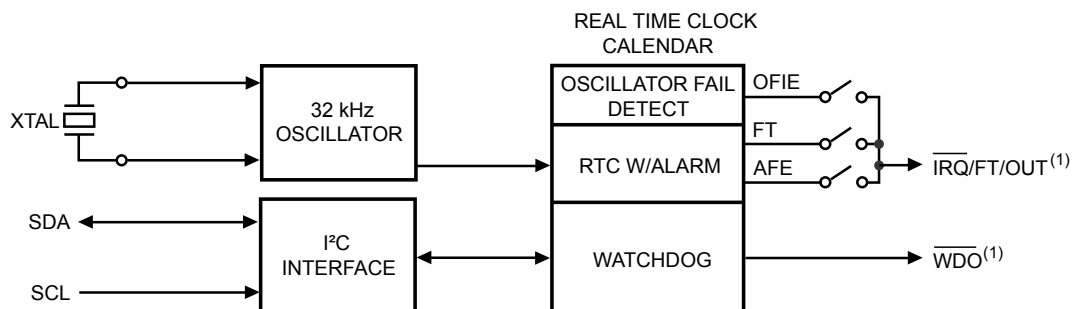 REAL TIME CLOCK
CALENDAR
XTAL
32 kHz
OSCILLATOR
OSCILLATOR FAIL
DETECT
OFIE
FT
RTC W/ALARM
AFE
IRQ/FT/OUT(1)
SDA
I²C
INTERFACE
WATCHDOG
WDO(1)
SCL